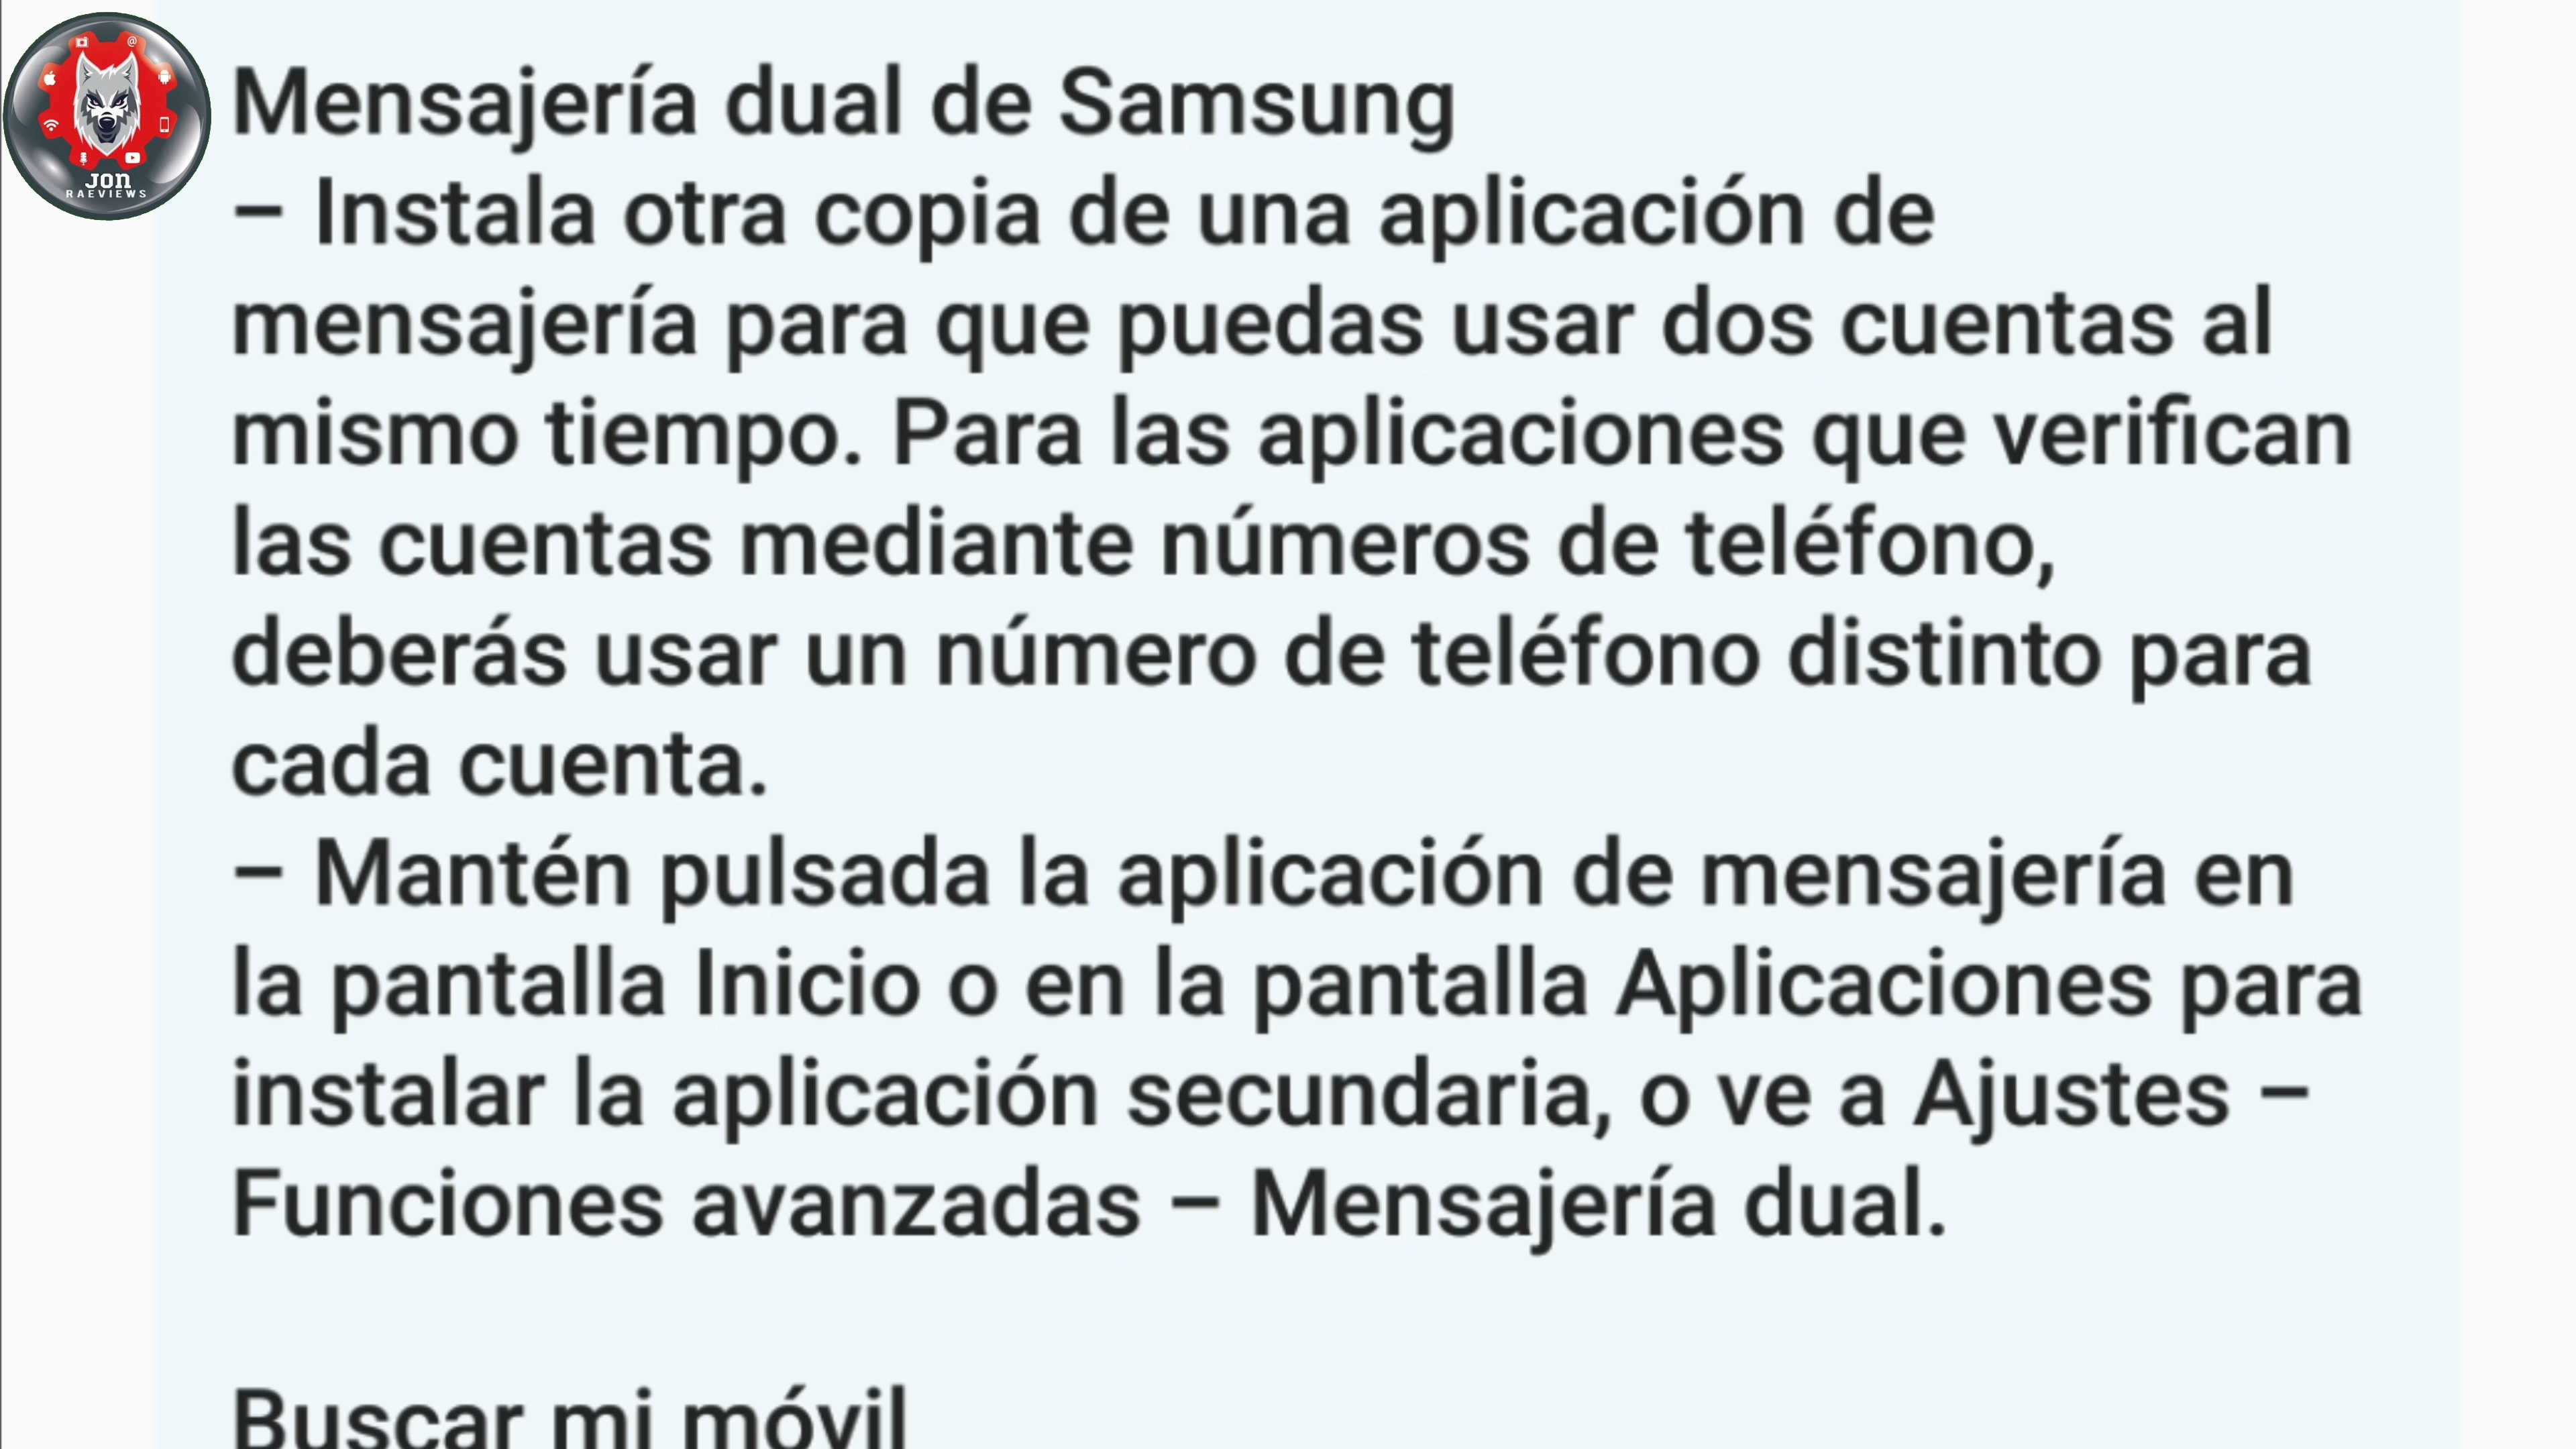 Mensajería dual de Samsung
– Instala otra copia de una aplicación de
mensajería para que puedas usar dos cuentas al
mismo tiempo. Para las aplicaciones que verifican
las cuentas mediante números de teléfono,
deberás usar un número de teléfono distinto para
cada cuenta.
– Mantén pulsada la aplicación de mensajería en
la pantalla Inicio o en la pantalla Aplicaciones para
instalar la aplicación secundaria, o ve a Ajustes –
Funciones avanzadas – Mensajería dual.
Buscar mi móvil
JON
RAEVIEWS